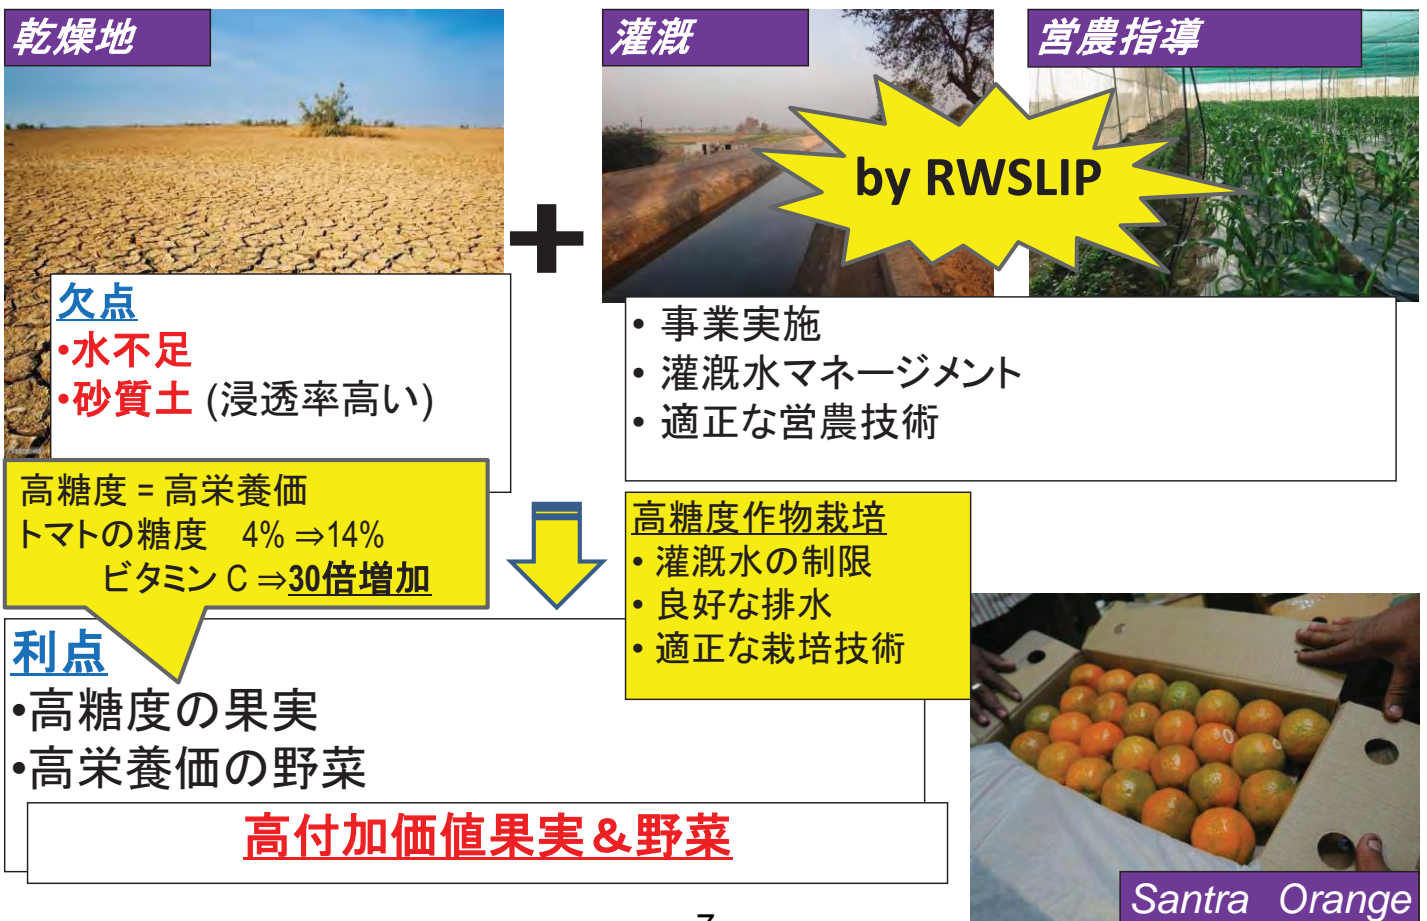 乾燥地
灌漑
営農指導
by RWSLIP
欠点
•水不足
•砂質土 (浸透率高い)
• 事業実施
• 灌漑水マネージメント
• 適正な営農技術
高糖度 = 高栄養価
トマトの糖度 4% ⇒14%
ビタミン C ⇒30倍増加
高糖度作物栽培
• 灌漑水の制限
• 良好な排水
• 適正な栽培技術
利点
•高糖度の果実
•高栄養価の野菜
高付加価値果実&野菜
Santra Orange